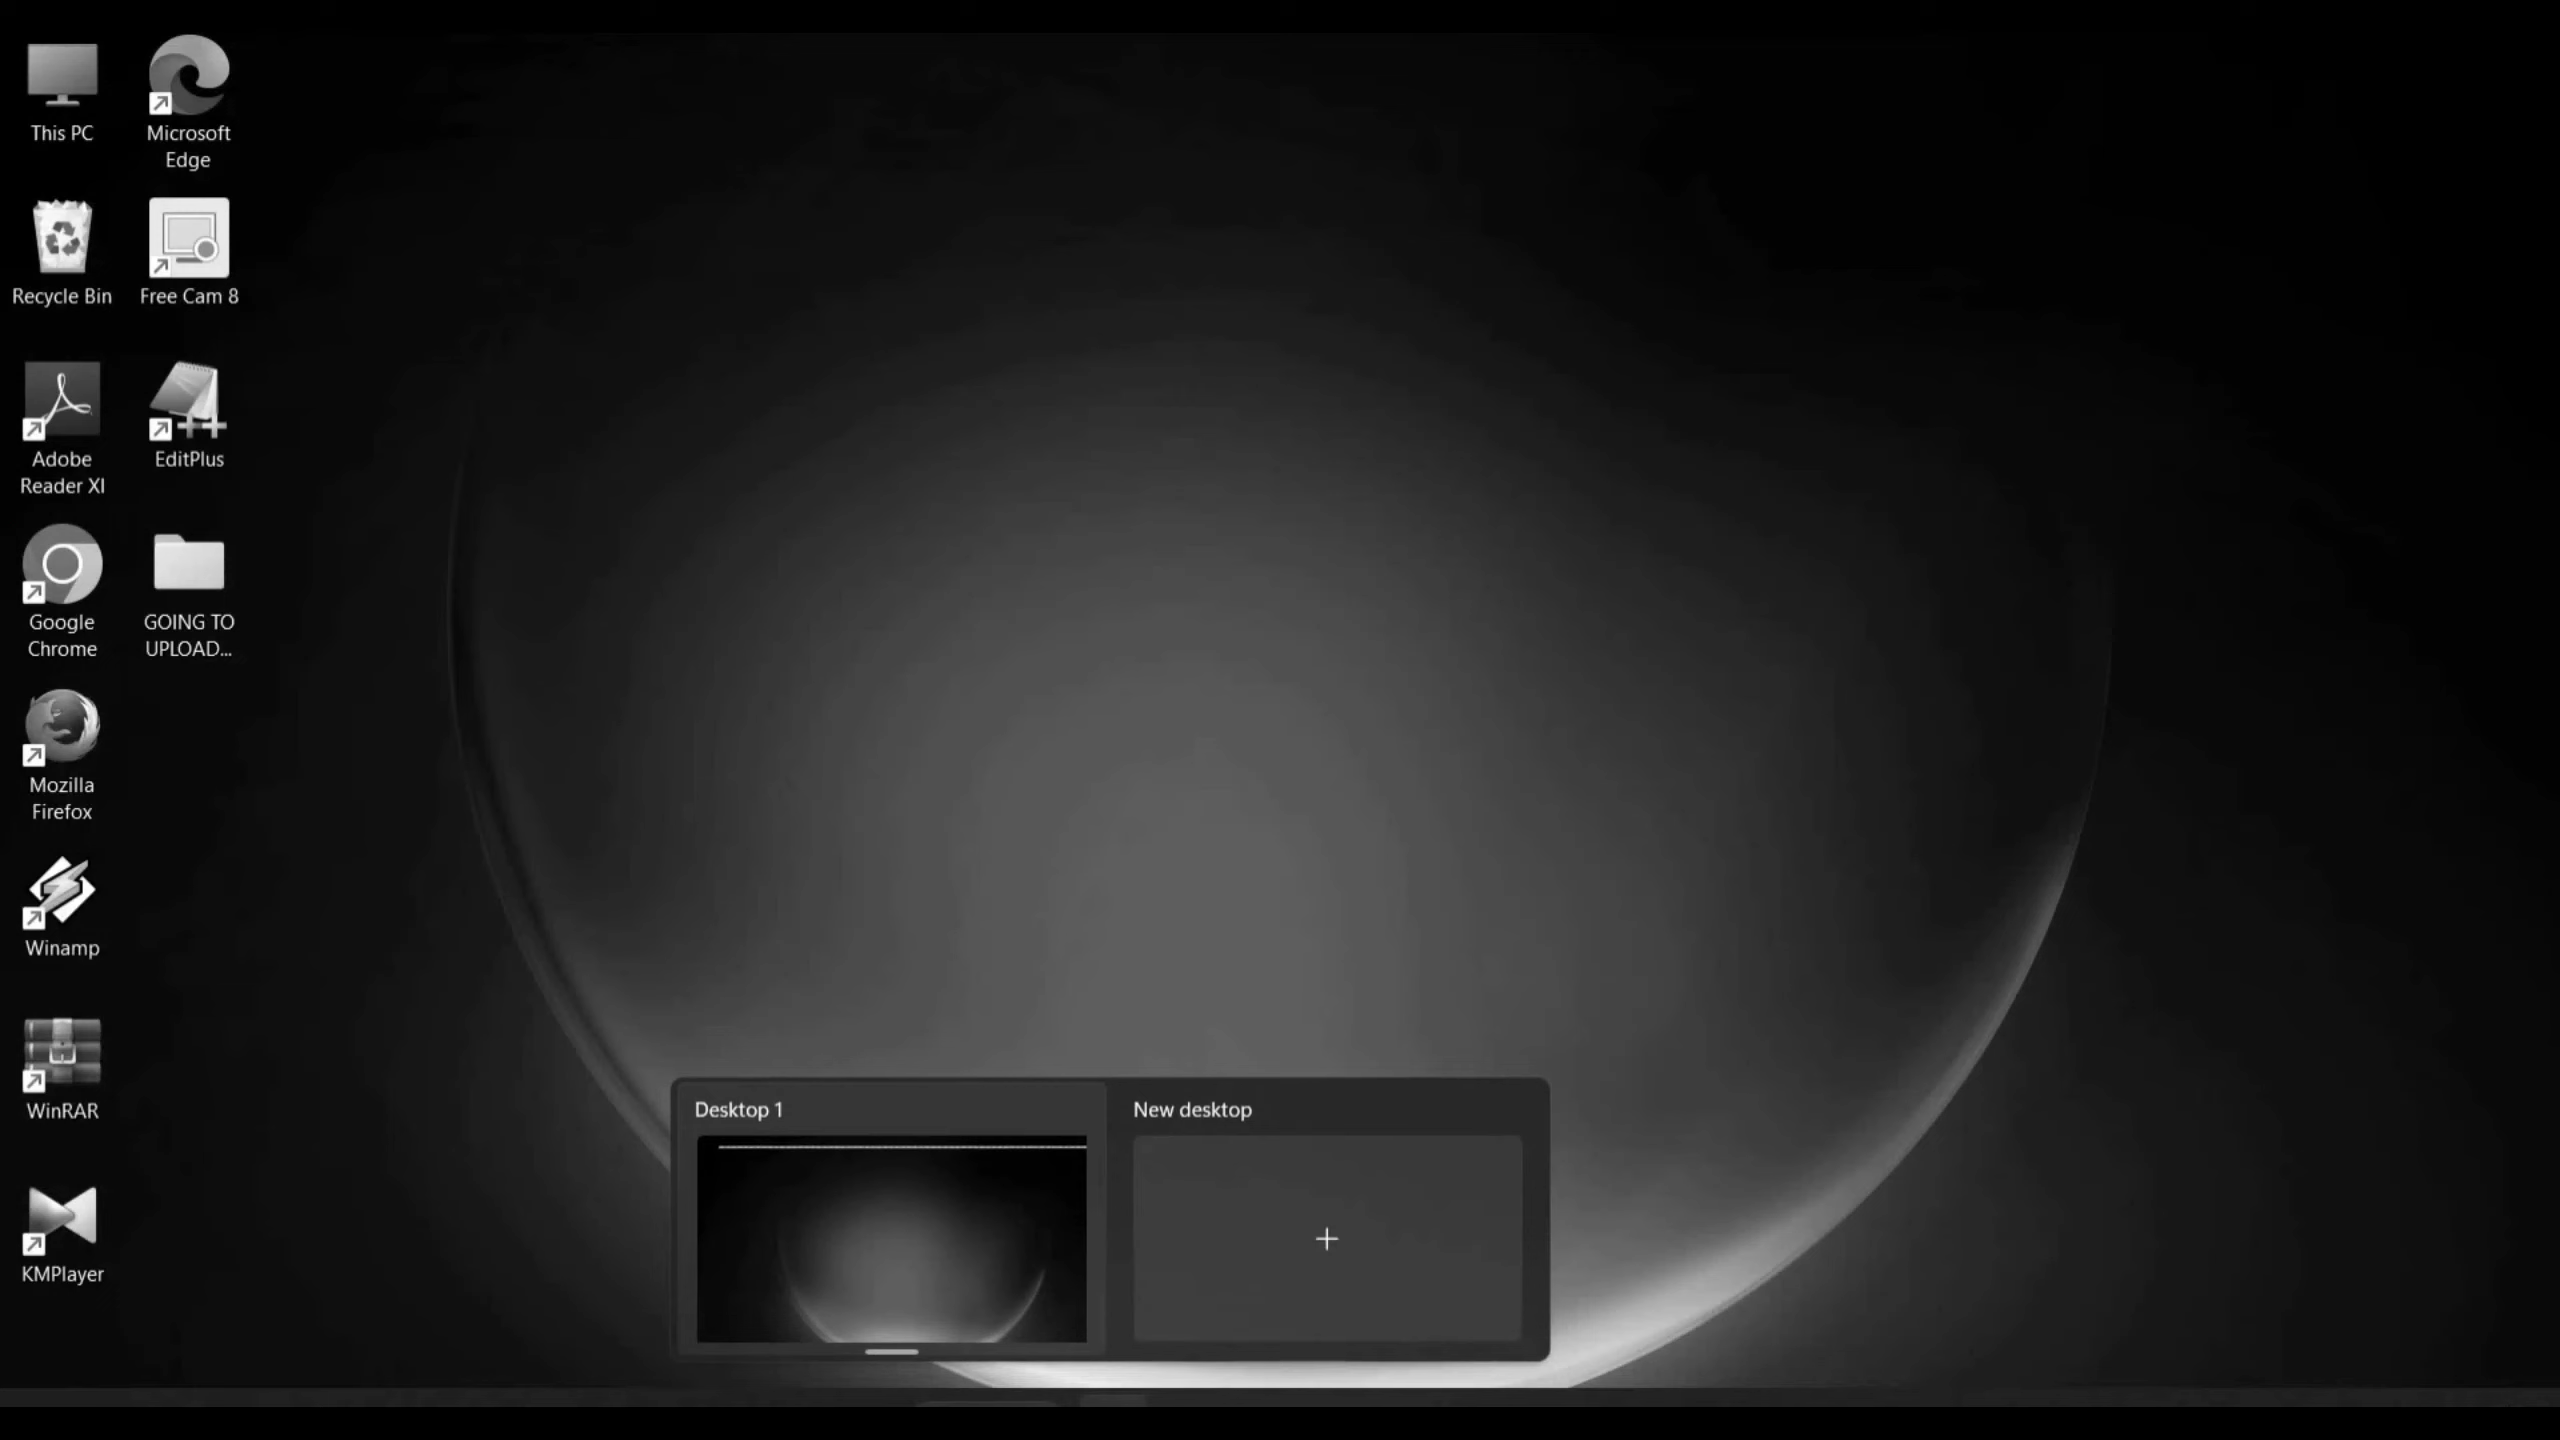 This PC
Microsoft
Edge
Recycle Bin
Free Cam 8
Adobe
Reader XI
EditPlus
Google
Chrome
GOING TO
UPLOAD...
Mozilla
Firefox
Winamp
WinRAR
KMPlayer
Desktop 1
New desktop